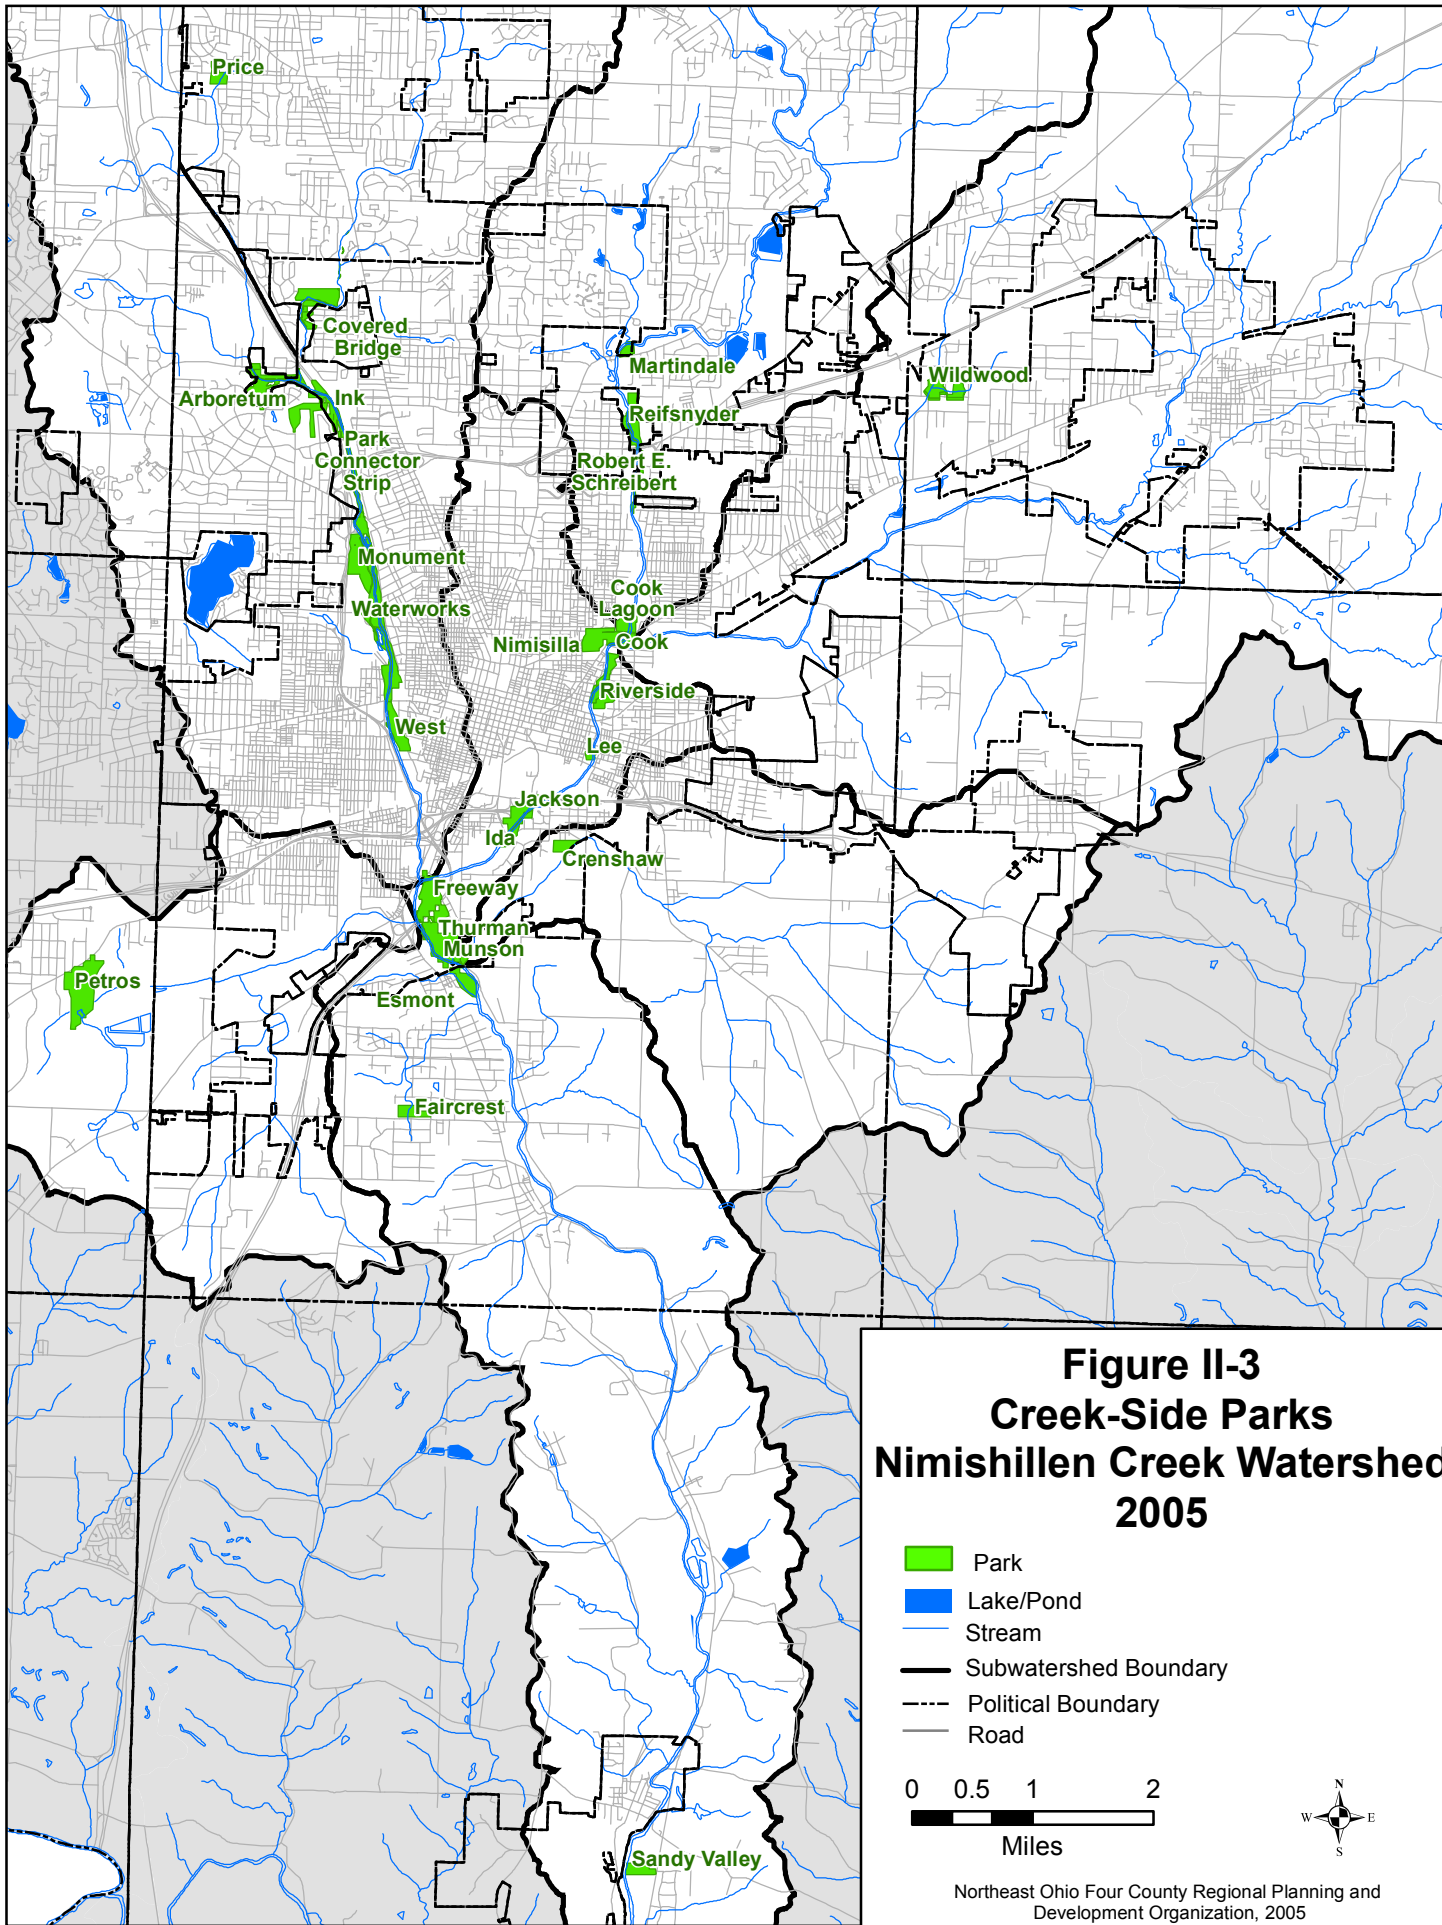 Price
Covered
Bridge
Martindale
Wildwood
Arboretum
Ink
Reifsnyder
Park
Connector
Strip
Robert E.
Schreibert
Monument
Cook
Lagoon
Waterworks
Nimisilla
Cook
Riverside
West
Lee
Jackson
Ida
Crenshaw
Freeway
Thurman
Munson
Petros
Esmont
Faircrest
Sandy Valley
Figure II-3
Creek-Side Parks
Nimishillen Creek Watershed
2005
Park
Lake/Pond
Stream
Subwatershed Boundary
Political Boundary
Road
0 0.5 1 2
Miles
N
W E
S
Northeast Ohio Four County Regional Planning and
Development Organization, 2005